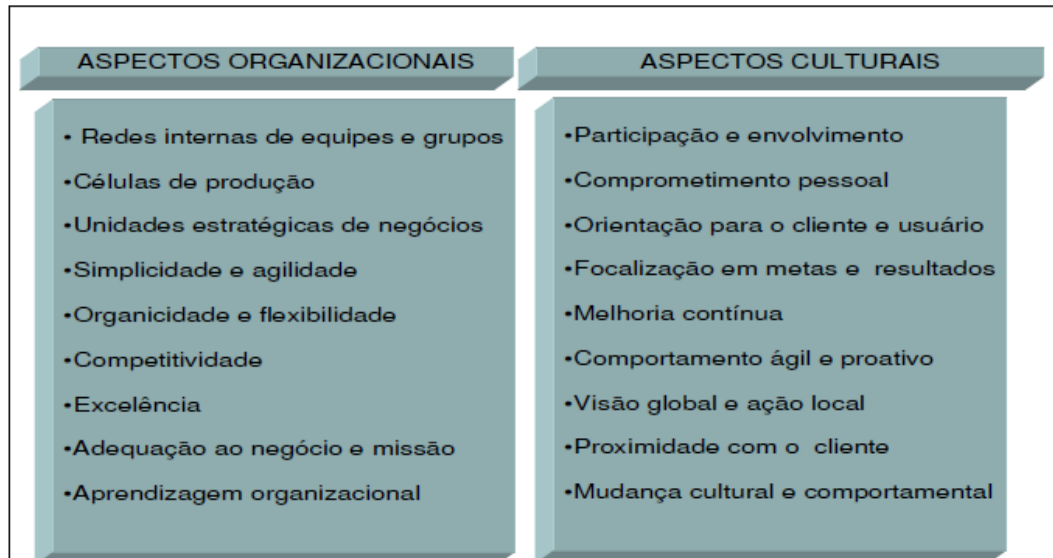 ASPECTOS ORGANIZACIONAIS
• Redes internas de equipes e grupos
•Células de produção
•Unidades estratégicas de negócios
•Simplicidade e agilidade
•Organicidade e flexibilidade
•Competitividade
•Excelência
•Adequação ao negócio e missão
•Aprendizagem organizacional
ASPECTOS CULTURAIS
•Participação e envolvimento
•Comprometimento pessoal
•Orientação para o cliente e usuário
•Focalização em metas e resultados
•Melhoria contínua
•Comportamento ágil e proativo
•Visão global e ação local
•Proximidade com o cliente
•Mudança cultural e comportamental